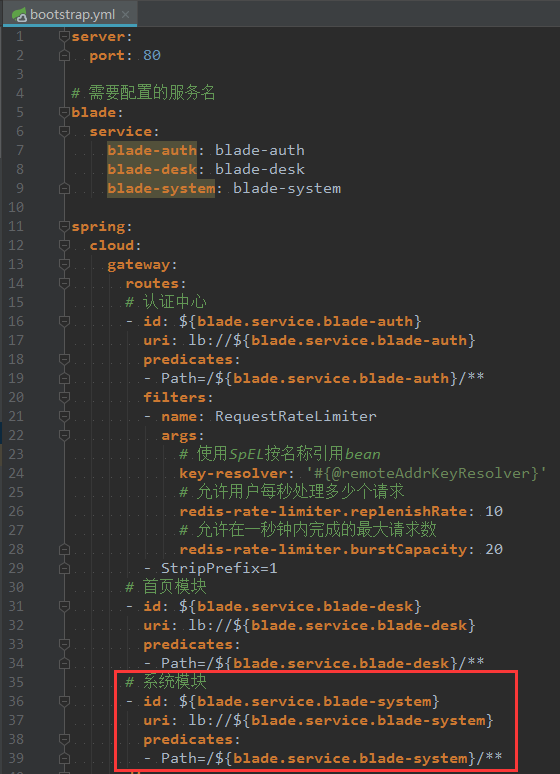 bootstrap.yml ×
1 server:
2   port: 80
3
4 # 需要配置的服务名
5 blade:
6   service:
7     blade-auth: blade-auth
8     blade-desk: blade-desk
9     blade-system: blade-system
10
11 spring:
12   cloud:
13     gateway:
14       routes:
15       # 认证中心
16       - id: ${blade.service.blade-auth}
17         uri: lb://${blade.service.blade-auth}
18         predicates:
19         - Path=/${blade.service.blade-auth}/**
20         filters:
21         - name: RequestRateLimiter
22           args:
23             # 使用SpEL按名称引用bean
24             key-resolver: '#{@remoteAddrKeyResolver}'
25             # 允许用户每秒处理多少个请求
26             redis-rate-limiter.replenishRate: 10
27             # 允许在一秒钟内完成的最大请求数
28             redis-rate-limiter.burstCapacity: 20
29         - StripPrefix=1
30       # 首页模块
31       - id: ${blade.service.blade-desk}
32         uri: lb://${blade.service.blade-desk}
33         predicates:
34         - Path=/${blade.service.blade-desk}/**
35       # 系统模块
36       - id: ${blade.service.blade-system}
37         uri: lb://${blade.service.blade-system}
38         predicates:
39         - Path=/${blade.service.blade-system}/**